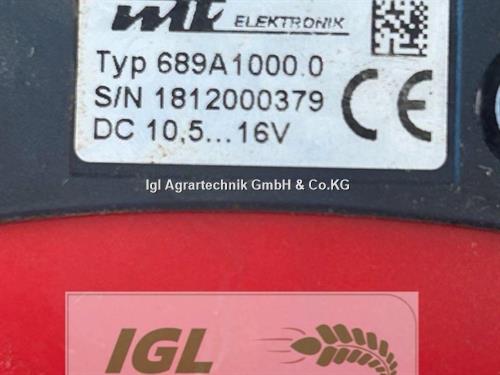 ELEKTRONIK
Typ 689A1000.0
S/N 1812000379
DC 10,5...16V
CE
Igl Agrartechnik GmbH & Co.KG
IGL